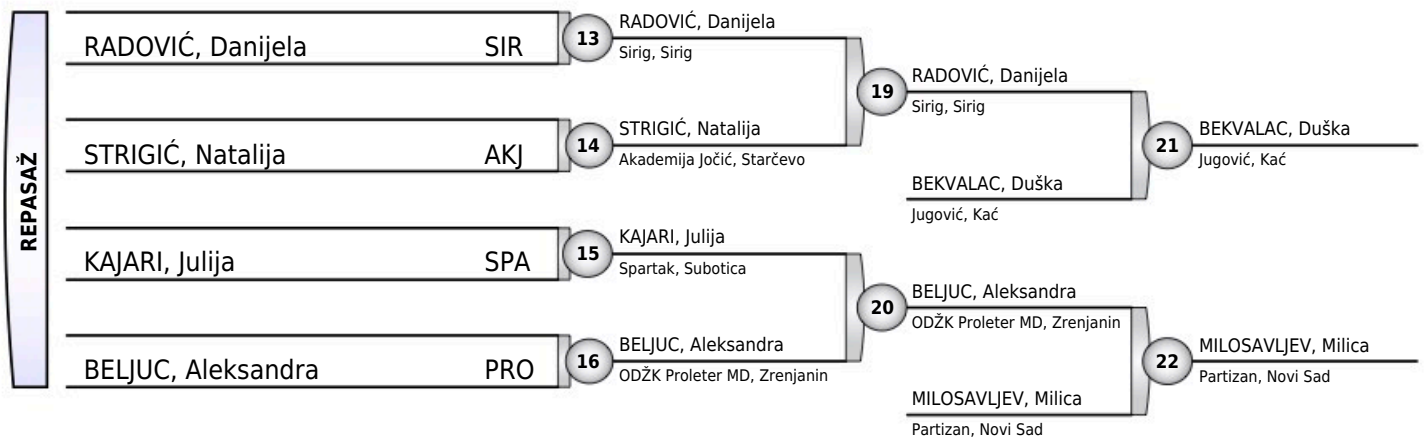 REPASAŽ
RADOVIĆ, Danijela SIR
STRIGIĆ, Natalija AKJ
KAJARI, Julija SPA
BELJUC, Aleksandra PRO
13
RADOVIĆ, Danijela
Sirig, Sirig
14
STRIGIĆ, Natalija
Akademija Jočić, Starčevo
15
KAJARI, Julija
Spartak, Subotica
16
BELJUC, Aleksandra
ODŽK Proleter MD, Zrenjanin
19
RADOVIĆ, Danijela
Sirig, Sirig
BEKVALAC, Duška
Jugović, Kać
20
BELJUC, Aleksandra
ODŽK Proleter MD, Zrenjanin
MILOSAVLJEV, Milica
Partizan, Novi Sad
21
BEKVALAC, Duška
Jugović, Kać
22
MILOSAVLJEV, Milica
Partizan, Novi Sad